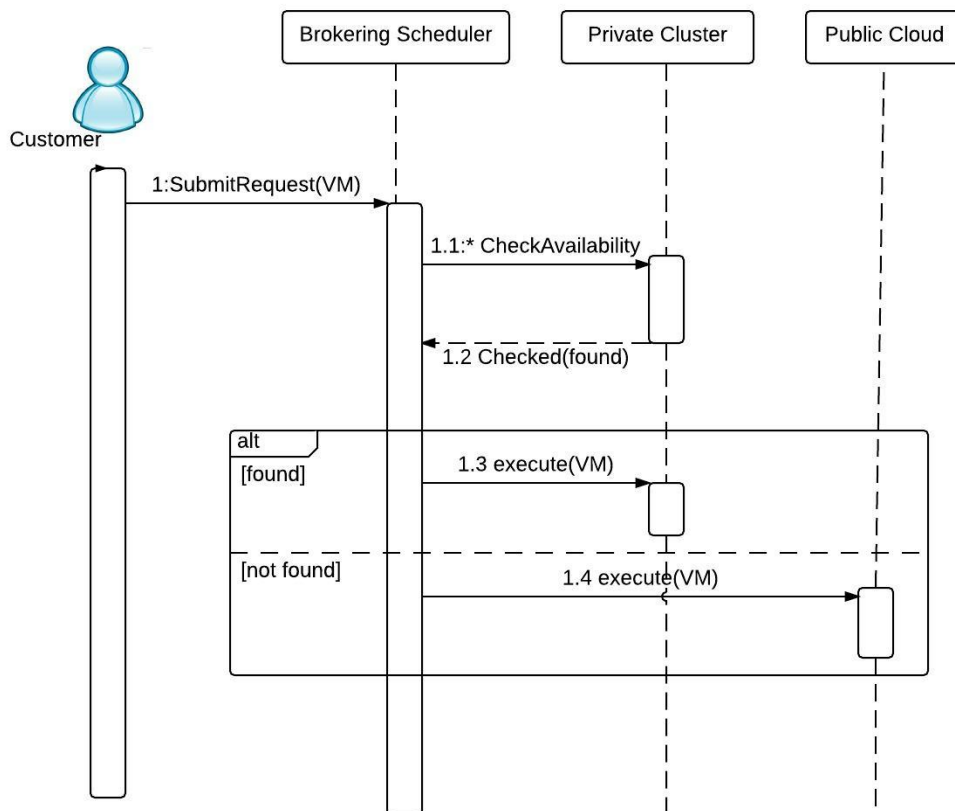 Brokering Scheduler
Private Cluster
Public Cloud
Customer
1:SubmitRequest(VM)
1.1:* CheckAvailability
1.2 Checked(found)
alt
[found]
1.3 execute(VM)
[not found]
1.4 execute(VM)